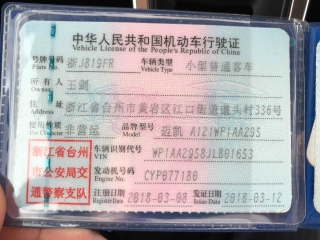 中华人民共和国机动车行驶证
Vehicle License of the People's Republic of China
号牌号码 浙J819FR 车辆类型 小型普通客车
Plate No. Vehicle Type
所有人 王剑
Owner
住址 浙江省台州市黄岩区江口街道道头村336号
Address
使用性质 非营运 品牌型号 迈凯 A121WP1AA295
Use Character Model
浙江省台 车辆识别代号 WP1AA2958JLB01653
VIN
州市公安局交 发动机号码 CYP077180
Engine No.
通警察支队 注册日期 2018-03-08 发证日期 2018-03-12
Register Date Issue Date